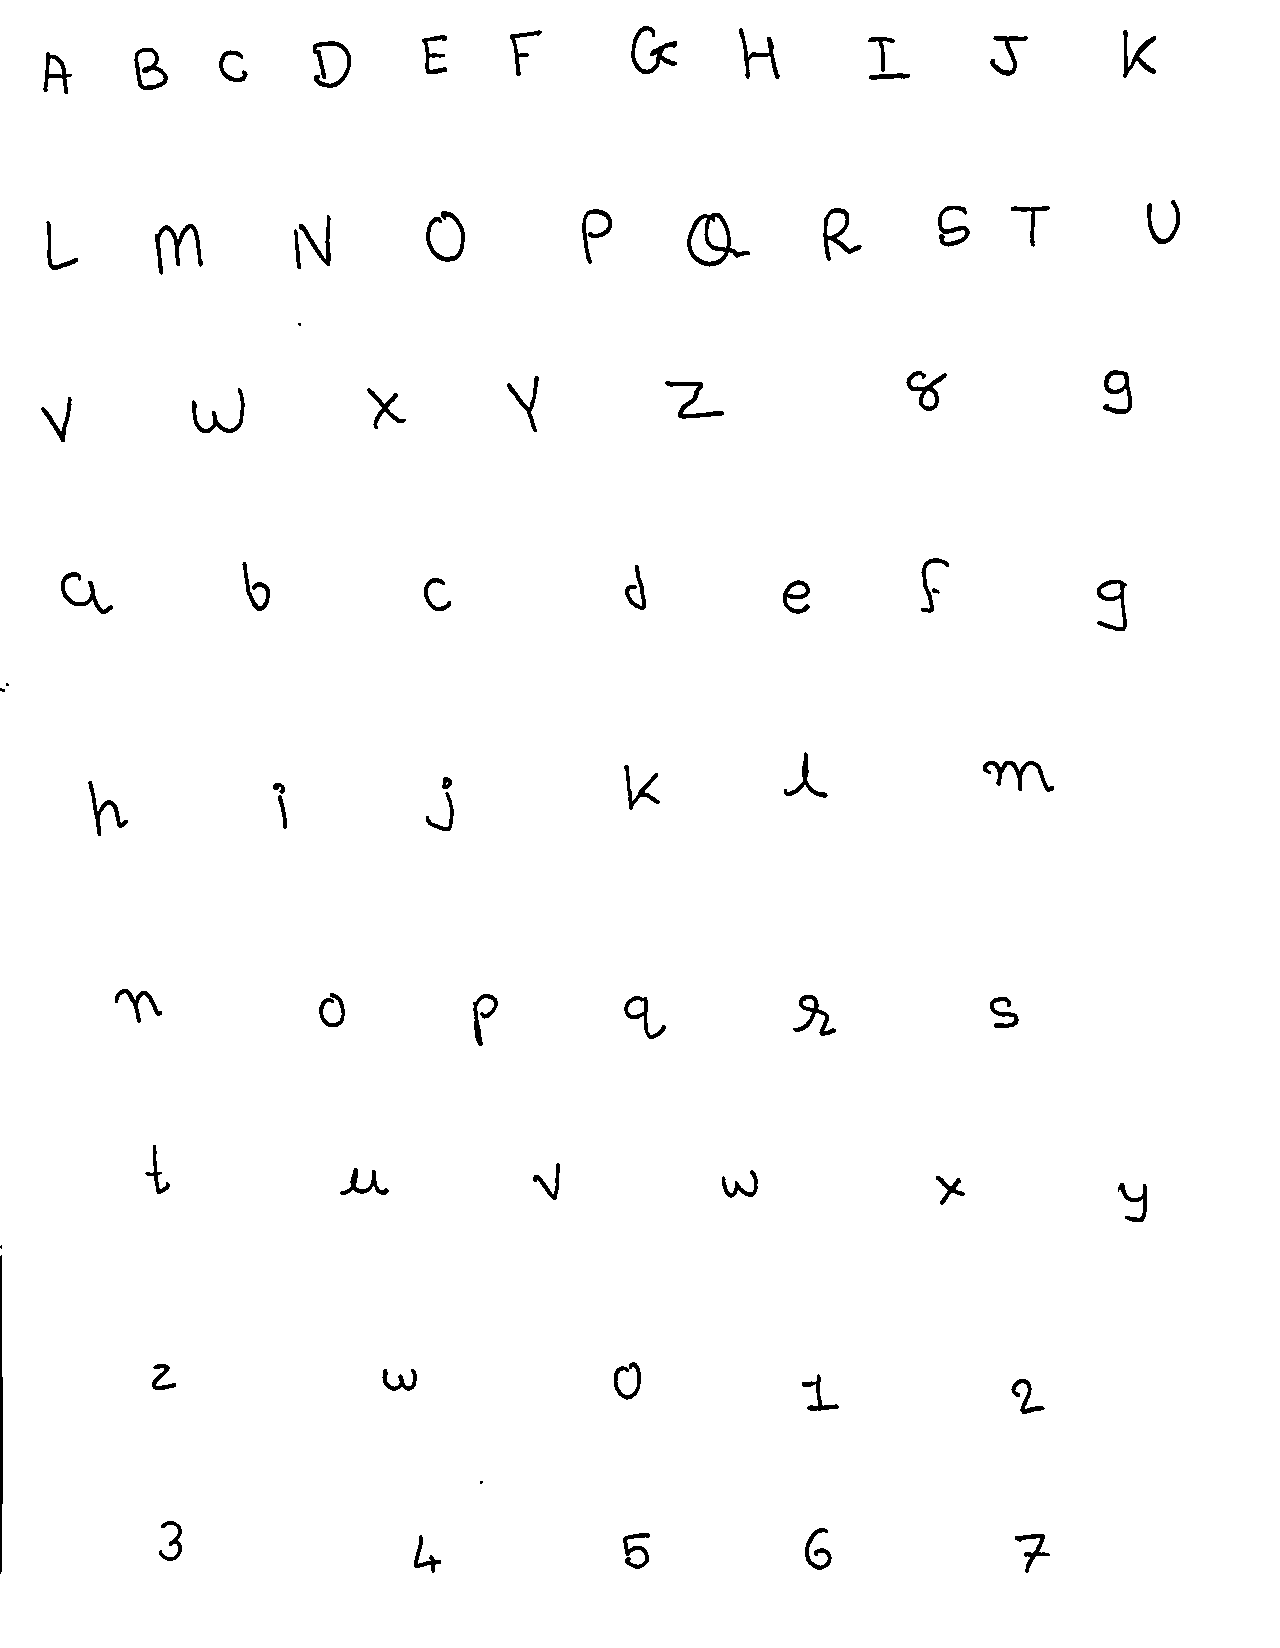 A B C D E F G H I J K
L M N O P Q R S T U
V W X Y Z 8 9
a b c d e f g
h i j k l m
n o p q r s
t u v w x y
z w 0 1 2
3 4 5 6 7